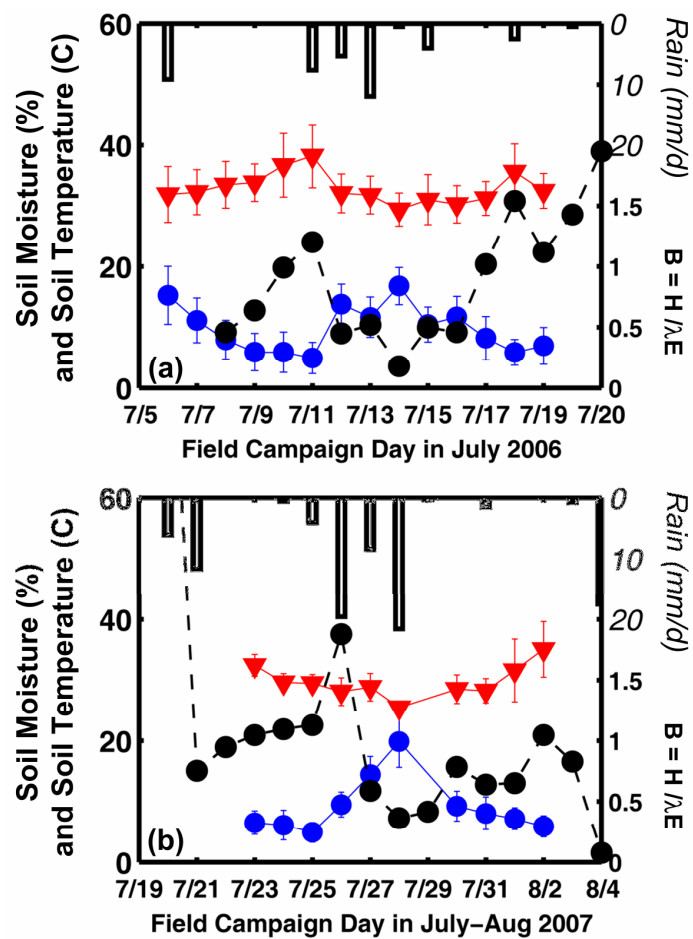 60
40
20
0
Soil Moisture (%)
and Soil Temperature (C)
0
10
20
Rain (mm/d)
1.5
1
0.5
0
B = H /λE
(a)
7/5 7/7 7/9 7/11 7/13 7/15 7/17 7/19 7/20
Field Campaign Day in July 2006
60
40
20
0
Soil Moisture (%)
and Soil Temperature (C)
0
10
20
Rain (mm/d)
1.5
1
0.5
0
B = H /λE
(b)
7/19 7/21 7/23 7/25 7/27 7/29 7/31 8/2 8/4
Field Campaign Day in July–Aug 2007